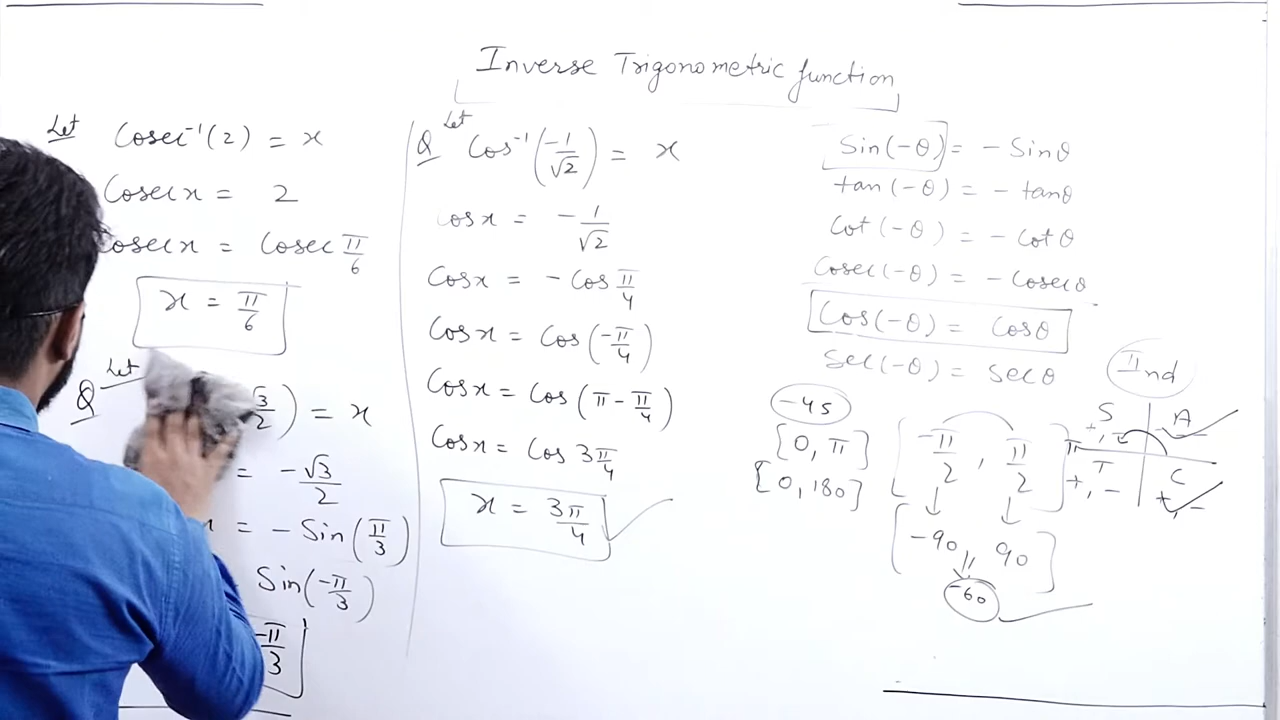 Inverse Trigonometric function
Let Cosec⁻¹(2) = x
Cosec x = 2
Cosec x = Cosec π/6
x = π/6
Q Let √3/2) = x
= -√3/2
x = - Sin(π/3)
Sin(-π/3)
-π/3
Q Let Cos⁻¹(-1/√2) = x
Cos x = - 1/√2
Cos x = - Cos π/4
Cos x = Cos(-π/4)
Cos x = Cos(π - π/4)
Cos x = Cos 3π/4
x = 3π/4
Sin(-θ) = - Sinθ
tan(-θ) = - tanθ
Cot(-θ) = - Cotθ
Cosec(-θ) = - Cosecθ
Cos(-θ) = Cosθ
Sec(-θ) = Secθ
-45
[0, π]
[0, 180]
[-π/2, π/2]
[-90, 90]
-60
IInd
S A
+, -
π T C
+, - +, -